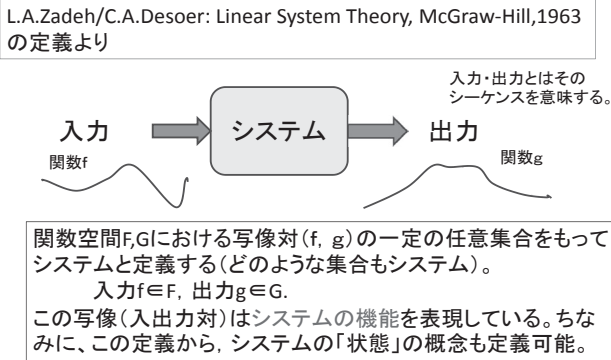 L.A.Zadeh/C.A.Desoer: Linear System Theory, McGraw-Hill,1963
の定義より
入力・出力とはその
シーケンスを意味する。
入力
システム
出力
関数f
関数g
関数空間F,Gにおける写像対(f, g)の一定の任意集合をもって
システムと定義する(どのような集合もシステム)。
入力f∈F, 出力g∈G.
この写像(入出力対)はシステムの機能を表現している。ちな
みに、この定義から, システムの「状態」の概念も定義可能。